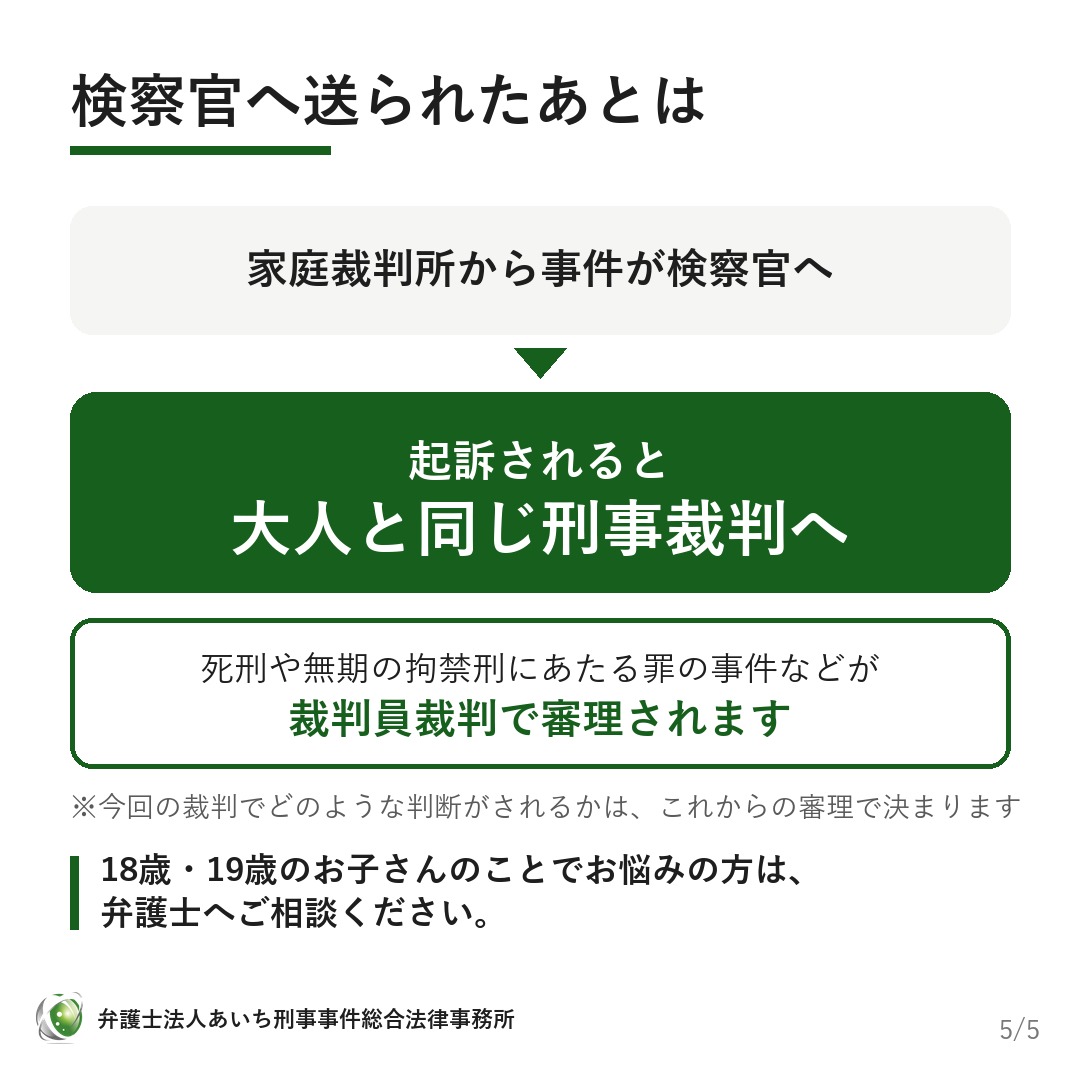 検察官へ送られたあとは
家庭裁判所から事件が検察官へ
起訴されると
大人と同じ刑事裁判へ
死刑や無期の拘禁刑にあたる罪の事件などが
裁判員裁判で審理されます
※今回の裁判でどのような判断がされるかは、これからの審理で決まります
18歳・19歳のお子さんのことでお悩みの方は、
弁護士へご相談ください。
弁護士法人あいち刑事事件総合法律事務所
5/5